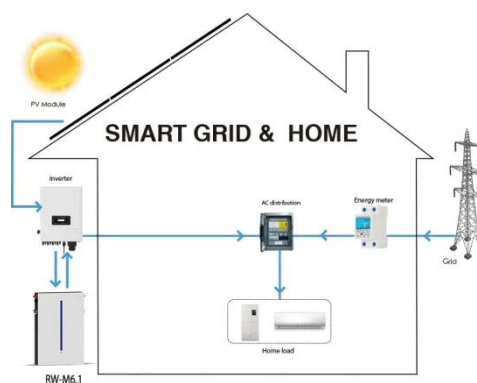 PV Module
SMART GRID & HOME
inverter
AC distribution
Energy meter
Grid
Home load
RW-M6.1